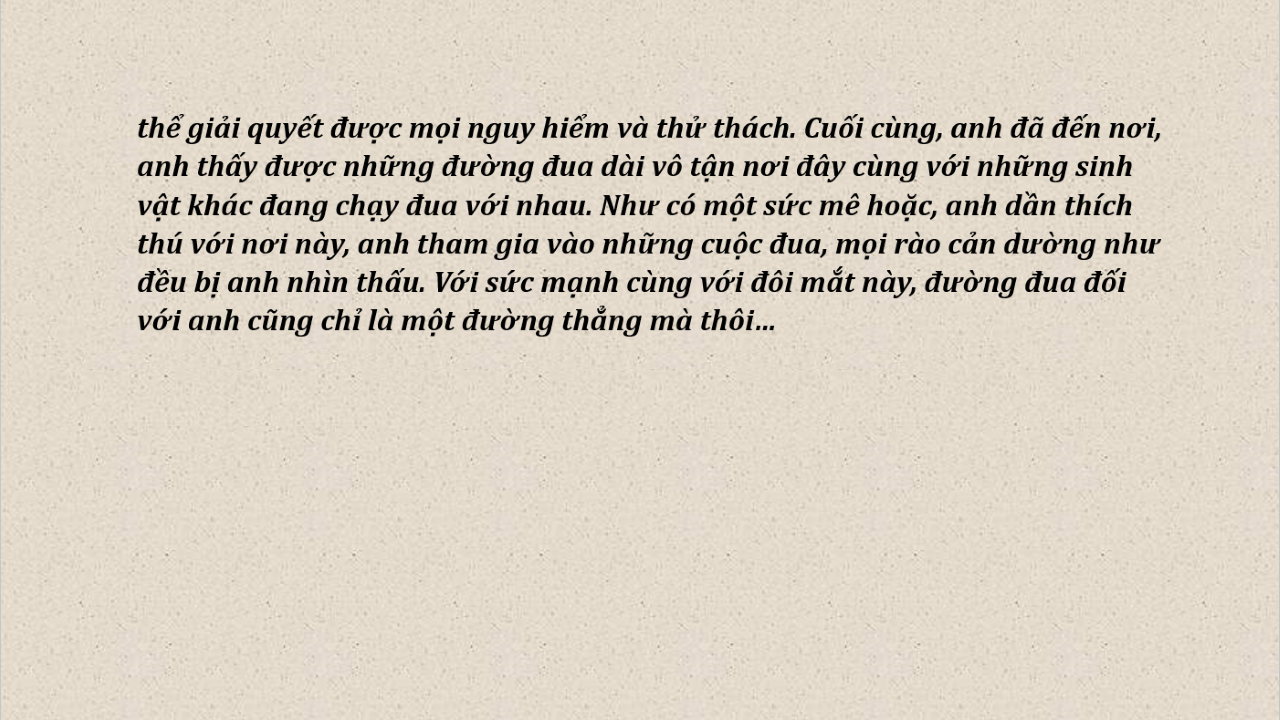 thể giải quyết được mọi nguy hiểm và thử thách. Cuối cùng, anh đã đến nơi,
anh thấy được những đường đua dài vô tận nơi đây cùng với những sinh
vật khác đang chạy đua với nhau. Như có một sức mê hoặc, anh dần thích
thú với nơi này, anh tham gia vào những cuộc đua, mọi rào cản dường như
đều bị anh nhìn thấu. Với sức mạnh cùng với đôi mắt này, đường đua đối
với anh cũng chỉ là một đường thẳng mà thôi...